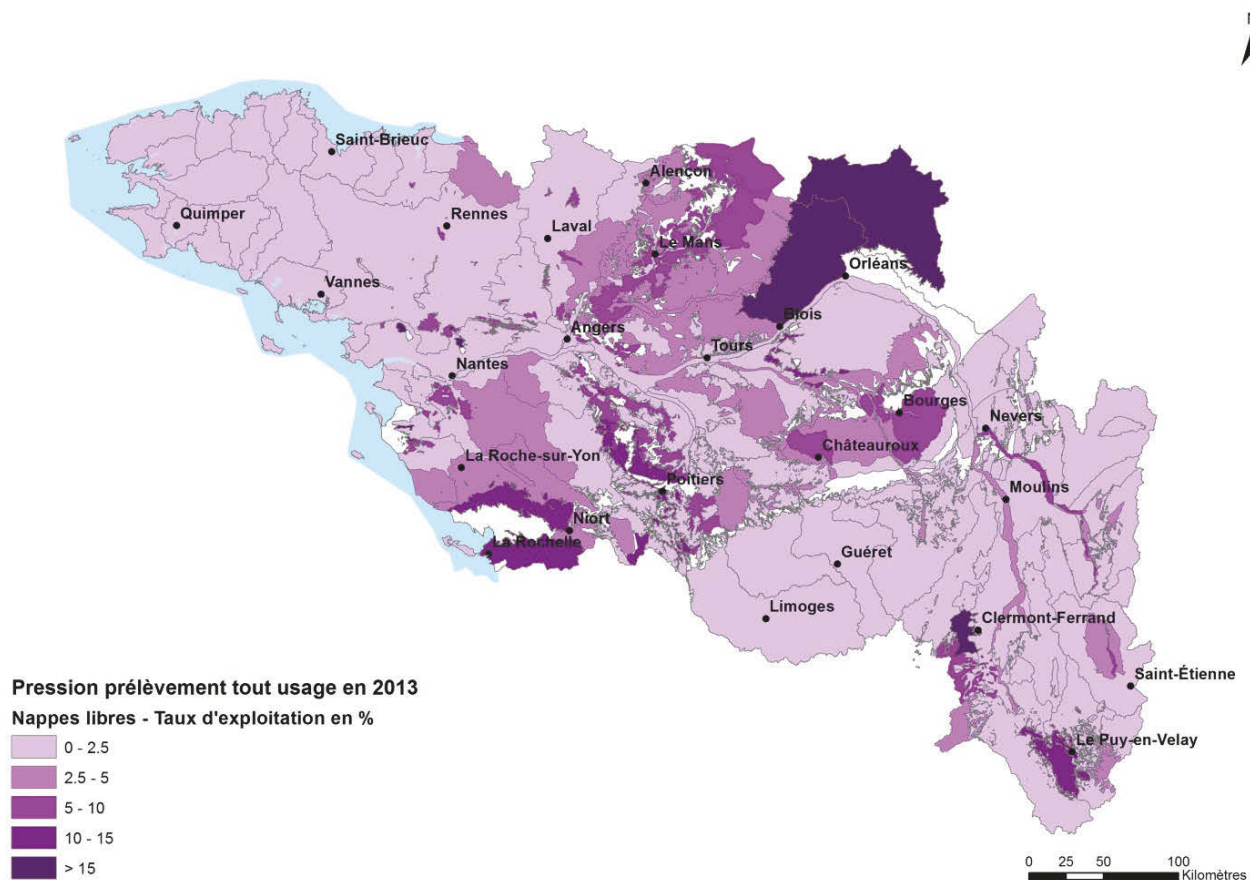 N
Saint-Brieuc
Alençon
Quimper
Rennes
Laval
Le Mans
Orléans
Vannes
Blois
Angers
Tours
Nantes
Bourges
Nevers
Châteauroux
La Roche-sur-Yon
Poitiers
Moulins
Niort
La Rochelle
Guéret
Limoges
Clermont-Ferrand
Saint-Étienne
Le Puy-en-Velay
Pression prélèvement tout usage en 2013
Nappes libres - Taux d'exploitation en %
0 - 2.5
2.5 - 5
5 - 10
10 - 15
> 15
0 25 50 100
Kilomètres